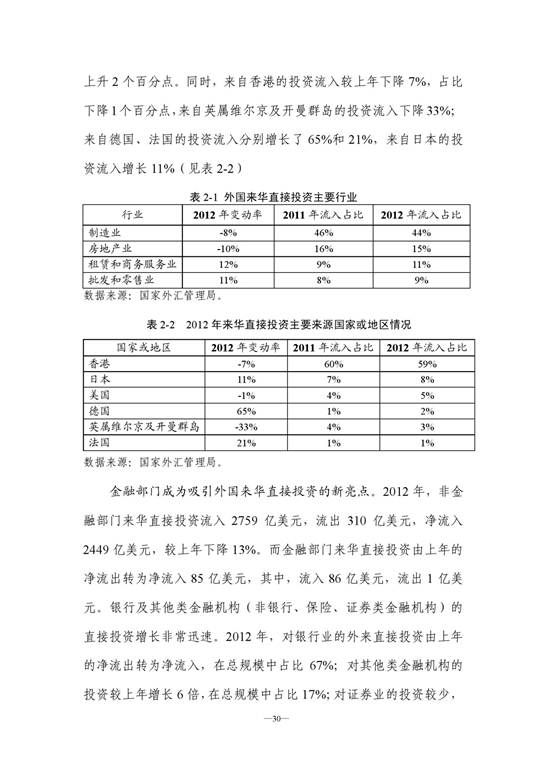 上升 2 个百分点。同时，来自香港的投资流入较上年下降 7%，占比
下降1个百分点，来自英属维尔京及开曼群岛的投资流入下降33%；
来自德国、法国的投资流入分别增长了 65%和 21%，来自日本的投
资流入增长 11%（见表 2-2）
表 2-1 外国来华直接投资主要行业
行业 2012 年变动率 2011 年流入占比 2012 年流入占比
制造业 -8% 46% 44%
房地产业 -10% 16% 15%
租赁和商务服务业 12% 9% 11%
批发和零售业 11% 8% 9%
数据来源：国家外汇管理局。
表 2-2 2012 年来华直接投资主要来源国家或地区情况
国家或地区 2012 年变动率 2011 年流入占比 2012 年流入占比
香港 -7% 60% 59%
日本 11% 7% 8%
美国 -1% 4% 5%
德国 65% 1% 2%
英属维尔京及开曼群岛 -33% 4% 3%
法国 21% 1% 1%
数据来源：国家外汇管理局。
金融部门成为吸引外国来华直接投资的新亮点。2012 年，非金
融部门来华直接投资流入 2759 亿美元，流出 310 亿美元，净流入
2449 亿美元，较上年下降 13%。而金融部门来华直接投资由上年的
净流出转为净流入 85 亿美元，其中，流入 86 亿美元，流出 1 亿美
元。银行及其他类金融机构（非银行、保险、证券类金融机构）的
直接投资增长非常迅速。2012 年，对银行业的外来直接投资由上年
的净流出转为净流入，在总规模中占比 67%；对其他类金融机构的
投资较上年增长 6 倍，在总规模中占比 17%；对证券业的投资较少，
—30—